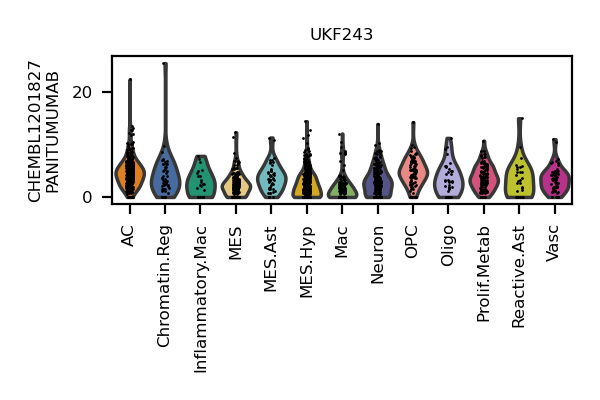 UKF243
CHEMBL1201827
PANITUMUMAB
20
0
AC
Chromatin.Reg
Inflammatory.Mac
MES
MES.Ast
MES.Hyp
Mac
Neuron
OPC
Oligo
Prolif.Metab
Reactive.Ast
Vasc